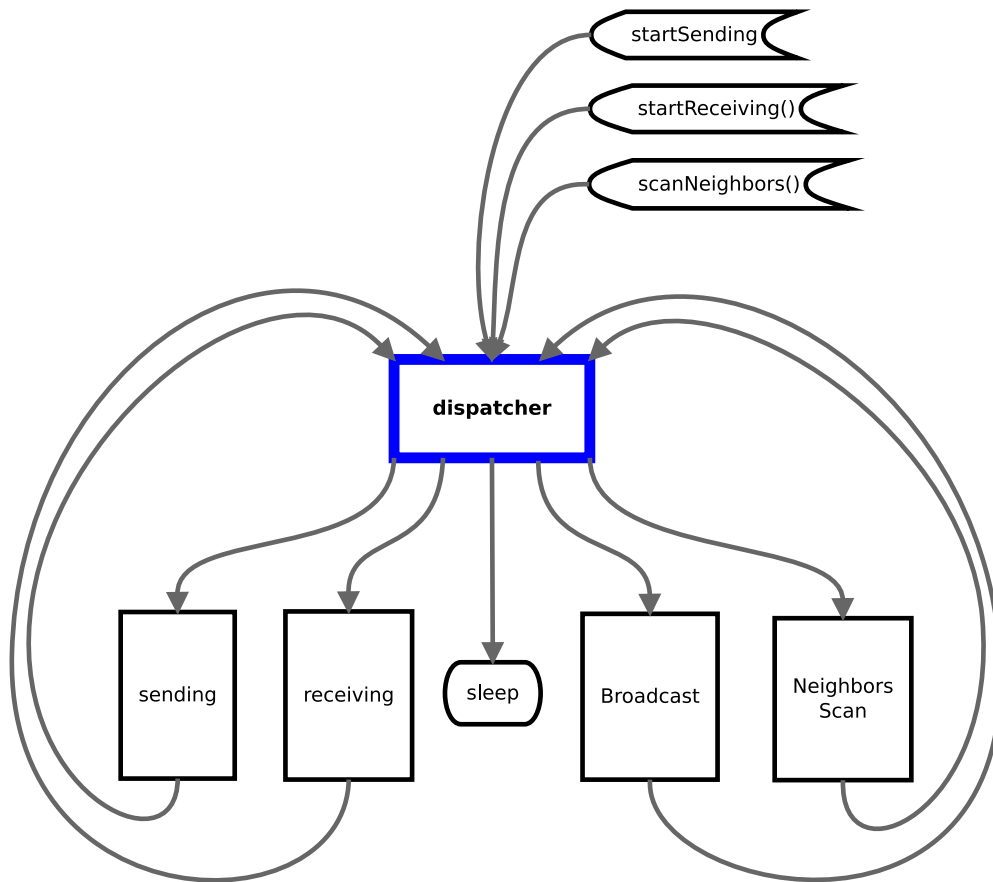 startSending
startReceiving()
scanNeighbors()
dispatcher
sending
receiving
sleep
Broadcast
Neighbors
Scan